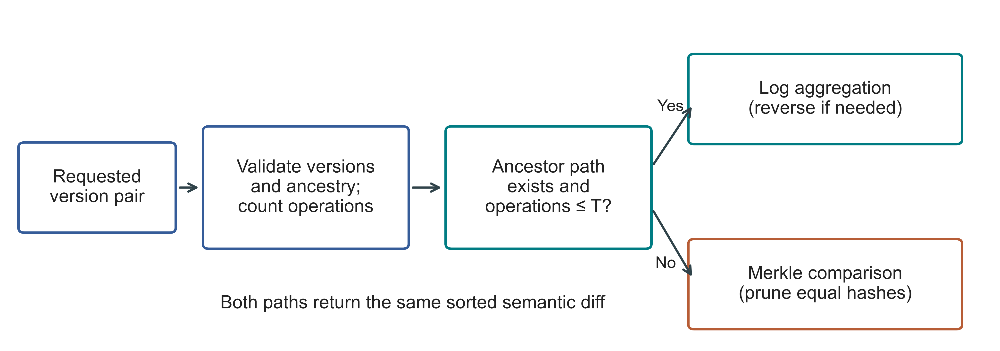 Requested
version pair
Validate versions
and ancestry;
count operations
Ancestor path
exists and
operations ≤ T?
Yes
Log aggregation
(reverse if needed)
No
Merkle comparison
(prune equal hashes)
Both paths return the same sorted semantic diff